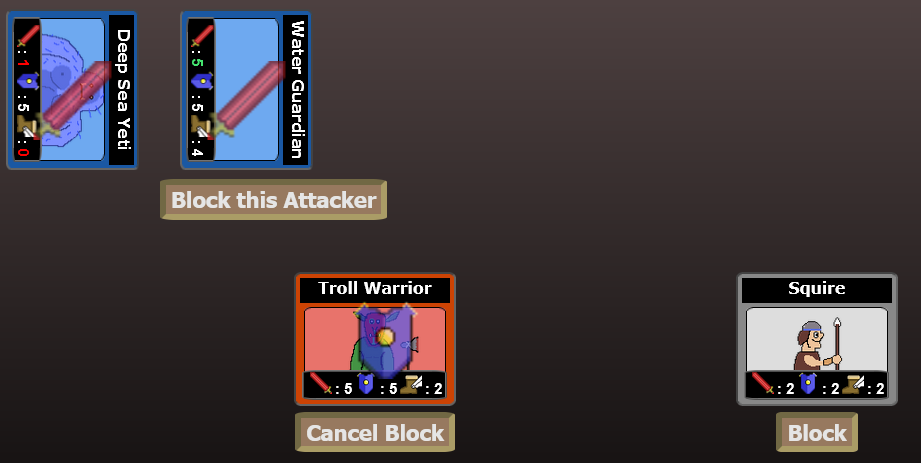 Deep Sea Yeti
: 1
: 5
: 0
Water Guardian
: 5
: 5
: 4
Block this Attacker
Troll Warrior
: 5 : 5 : 2
Cancel Block
Squire
: 2 : 2 : 2
Block